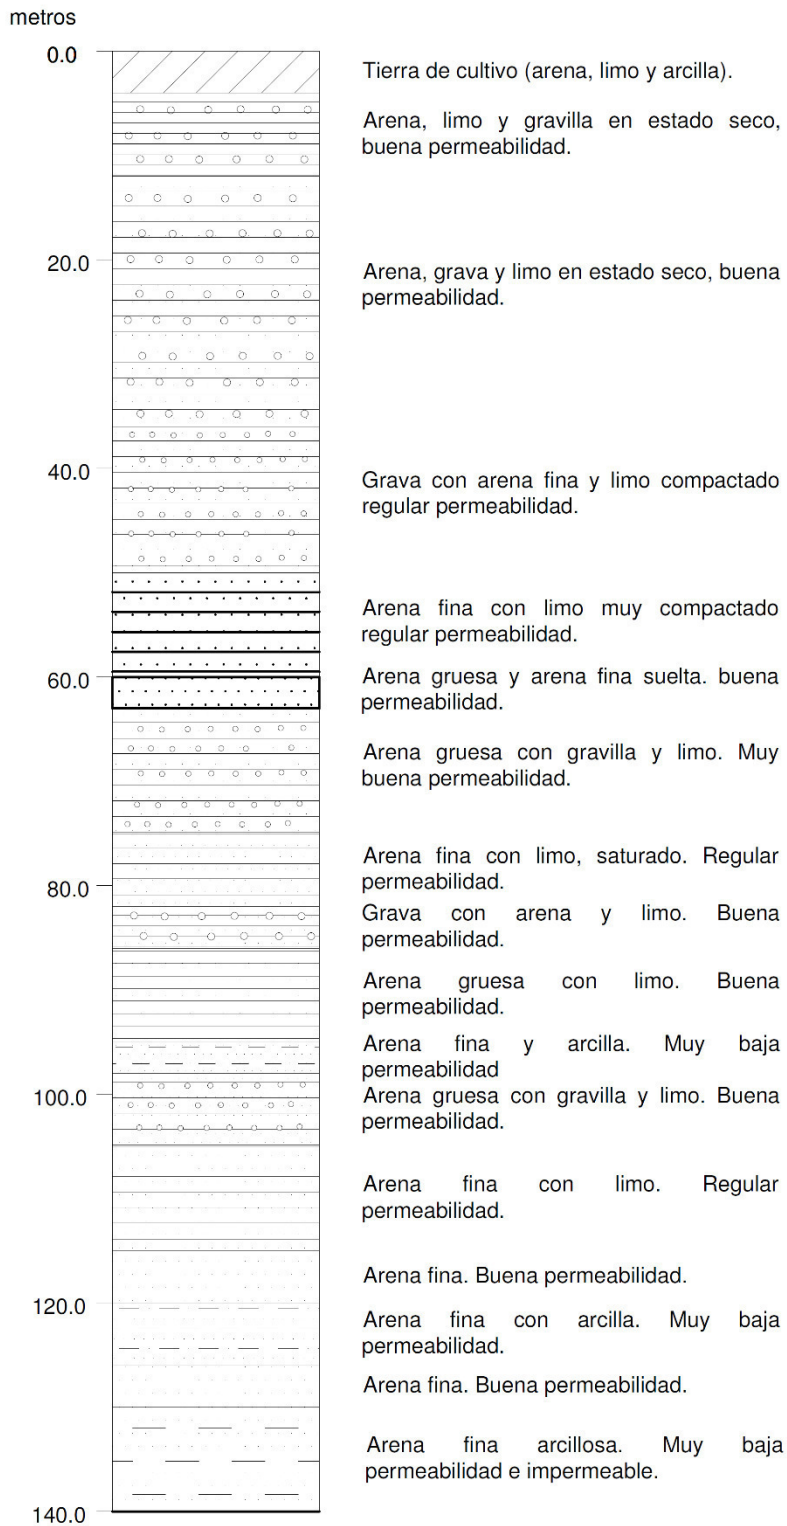 metros
0.0
Tierra de cultivo (arena, limo y arcilla).
Arena, limo y gravilla en estado seco,
buena permeabilidad.
20.0
Arena, grava y limo en estado seco, buena
permeabilidad.
40.0
Grava con arena fina y limo compactado
regular permeabilidad.
Arena fina con limo muy compactado
regular permeabilidad.
60.0
Arena gruesa y arena fina suelta. buena
permeabilidad.
Arena gruesa con gravilla y limo. Muy
buena permeabilidad.
Arena fina con limo, saturado. Regular
permeabilidad.
80.0
Grava con arena y limo. Buena
permeabilidad.
Arena gruesa con limo. Buena
permeabilidad.
Arena fina y arcilla. Muy baja
permeabilidad
100.0
Arena gruesa con gravilla y limo. Buena
permeabilidad.
Arena fina con limo. Regular
permeabilidad.
Arena fina. Buena permeabilidad.
120.0
Arena fina con arcilla. Muy baja
permeabilidad.
Arena fina. Buena permeabilidad.
Arena fina arcillosa. Muy baja
permeabilidad e impermeable.
140.0